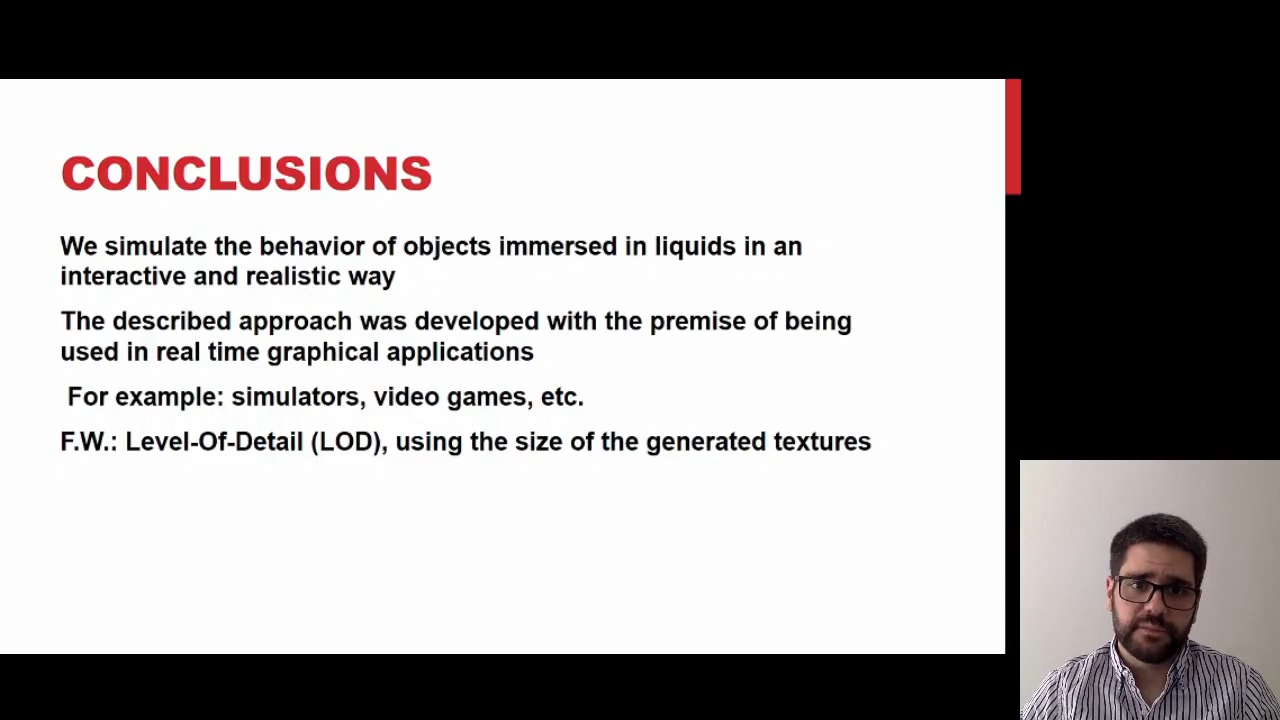 CONCLUSIONS
We simulate the behavior of objects immersed in liquids in an
interactive and realistic way
The described approach was developed with the premise of being
used in real time graphical applications
For example: simulators, video games, etc.
F.W.: Level-Of-Detail (LOD), using the size of the generated textures